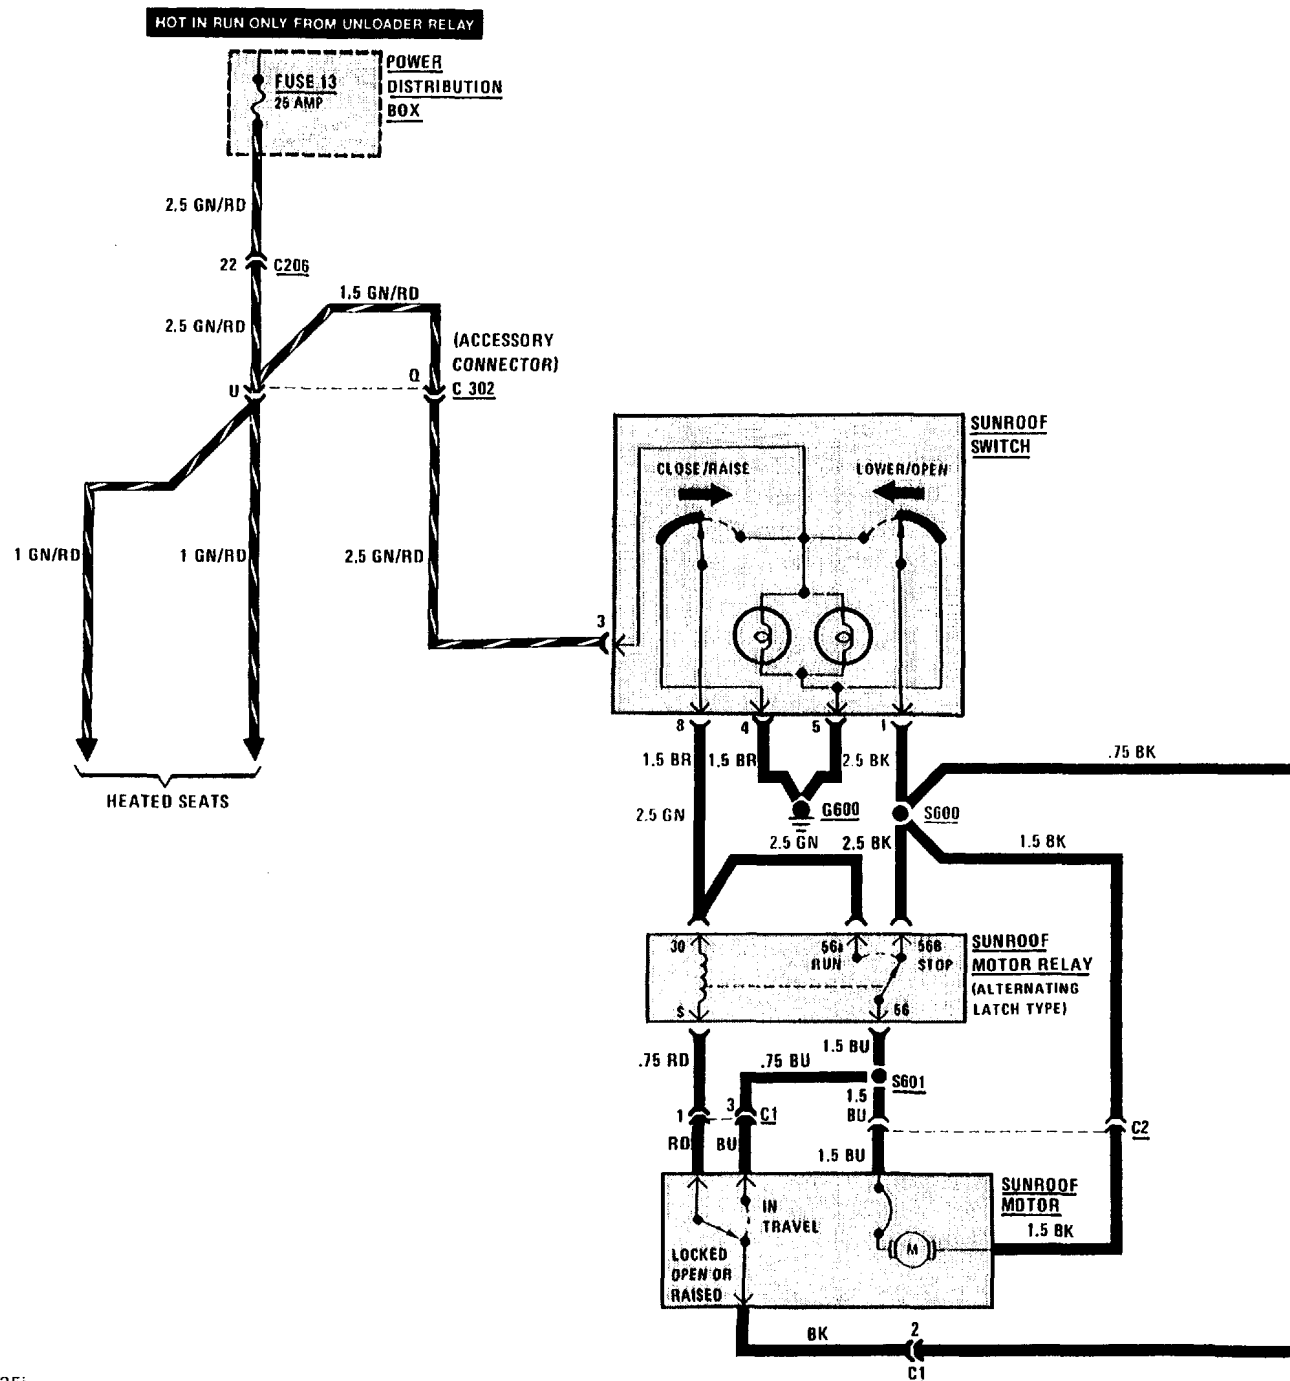 HOT IN RUN ONLY FROM UNLOADER RELAY
POWER
DISTRIBUTION
BOX
FUSE 13
25 AMP
2.5 GN/RD
22
C206
1.5 GN/RD
2.5 GN/RD
(ACCESSORY
CONNECTOR)
U
Q
C 302
SUNROOF
SWITCH
CLOSE/RAISE
LOWER/OPEN
1 GN/RD
1 GN/RD
2.5 GN/RD
3
8
4
5
1
1.5 BR
1.5 BR
2.5 BK
.75 BK
HEATED SEATS
2.5 GN
G600
S600
2.5 GN
2.5 BK
1.5 BK
30
56a
56B
RUN
STOP
SUNROOF
MOTOR RELAY
(ALTERNATING
LATCH TYPE)
S
56
.75 RD
.75 BU
1.5 BU
S601
1.5
BU
1
3
C1
C2
RD
BU
1.5 BU
IN
TRAVEL
SUNROOF
MOTOR
1.5 BK
M
LOCKED
OPEN OR
RAISED
BK
2
C1